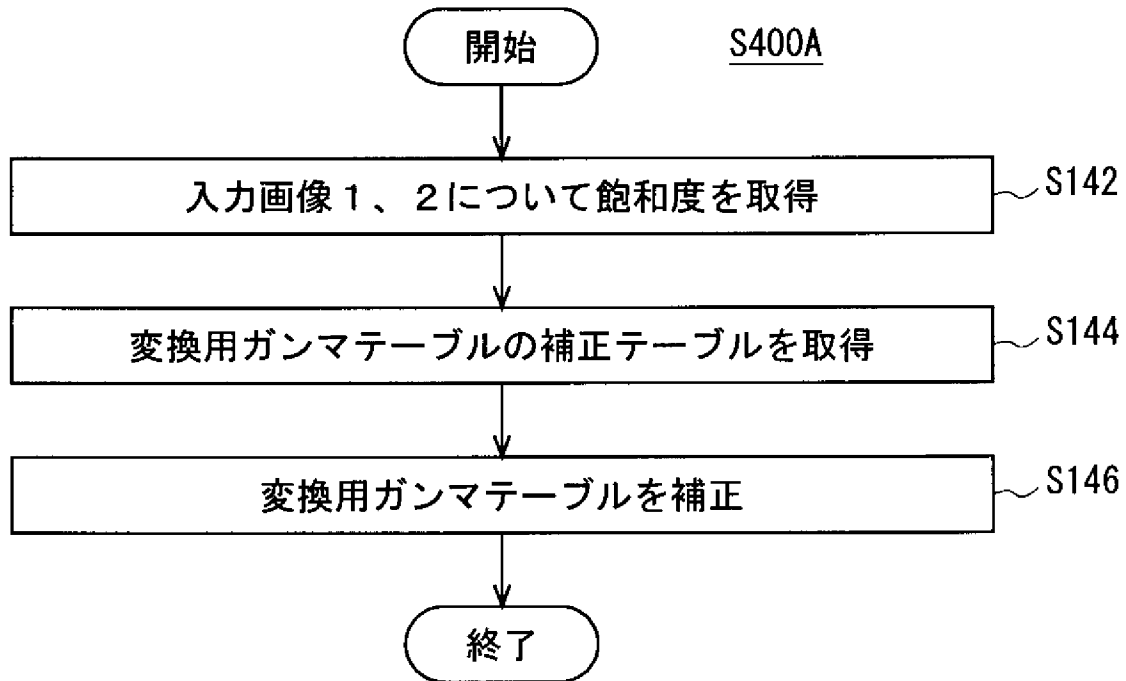 開始
S400A
入力画像１、２について飽和度を取得
S142
変換用ガンマテーブルの補正テーブルを取得
S144
変換用ガンマテーブルを補正
S146
終了